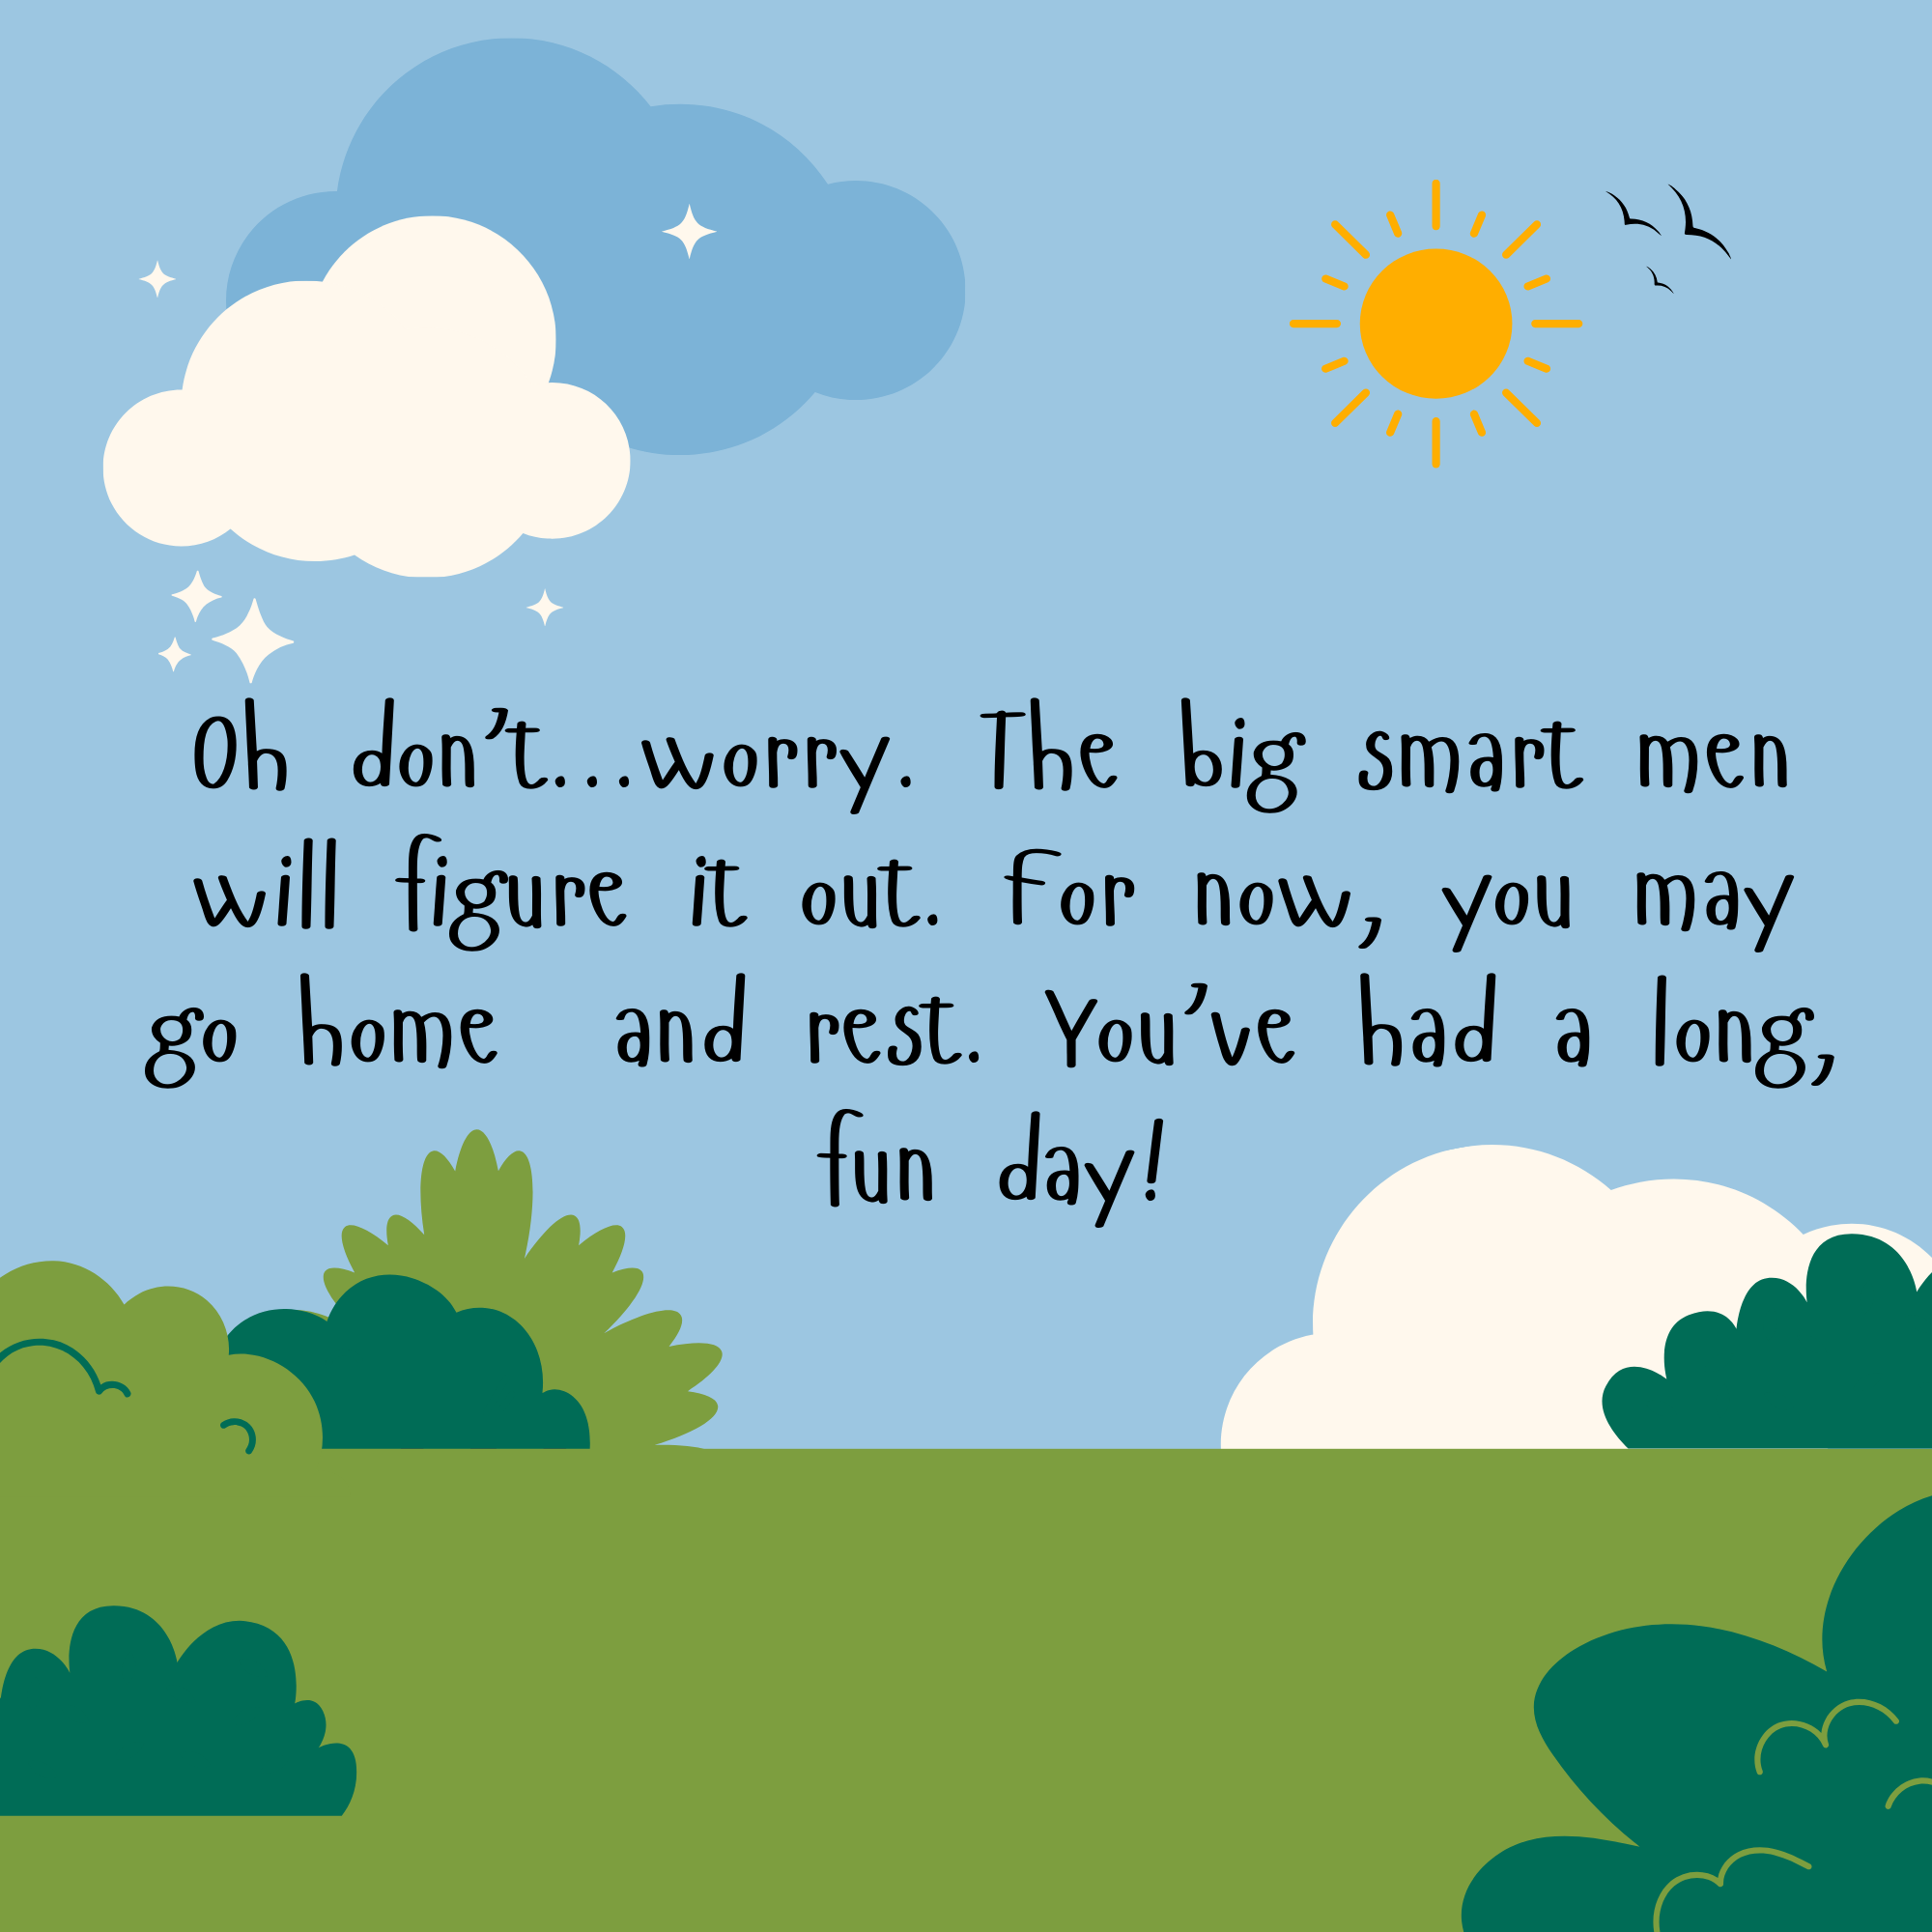 Oh don't....worry. The big smart men
will figure it out. For now, you may
go home and rest. You've had a long,
fun day!